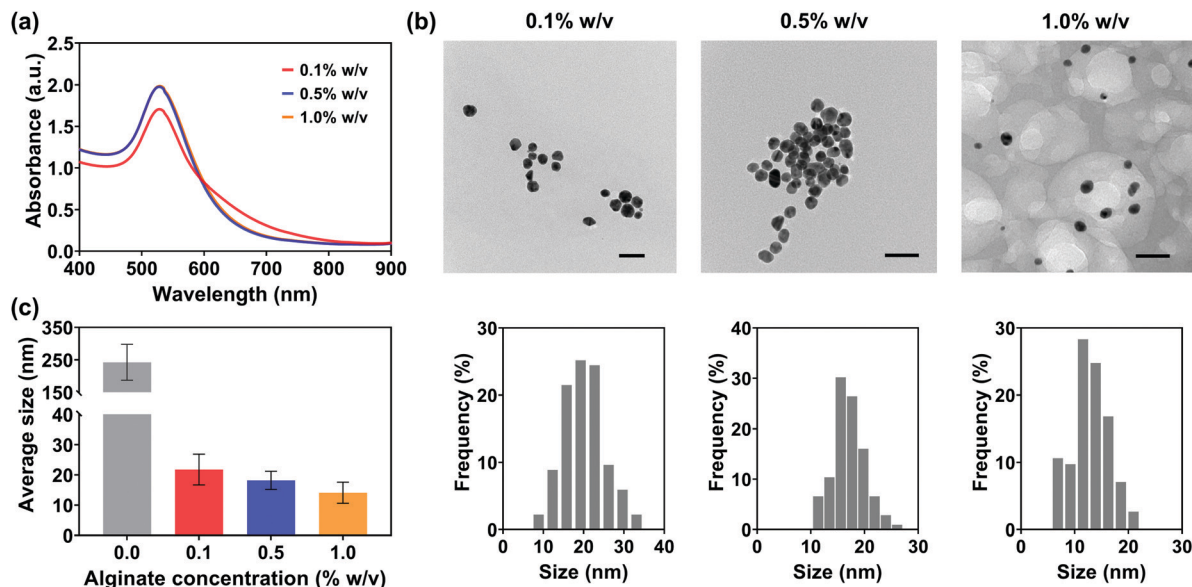 (a)
2.5
2.0
1.5
1.0
0.5
0.0
400 500 600 700 800 900
Absorbance (a.u.)
Wavelength (nm)
0.1% w/v
0.5% w/v
1.0% w/v
(b)
0.1% w/v 0.5% w/v 1.0% w/v
(c)
350
250
150
40
30
20
10
0
Average size (nm)
0.0 0.1 0.5 1.0
Alginate concentration (% w/v)
30
20
10
0
Frequency (%)
0 10 20 30 40
Size (nm)
40
30
20
10
0
Frequency (%)
0 10 20 30
Size (nm)
30
20
10
0
Frequency (%)
0 10 20 30
Size (nm)